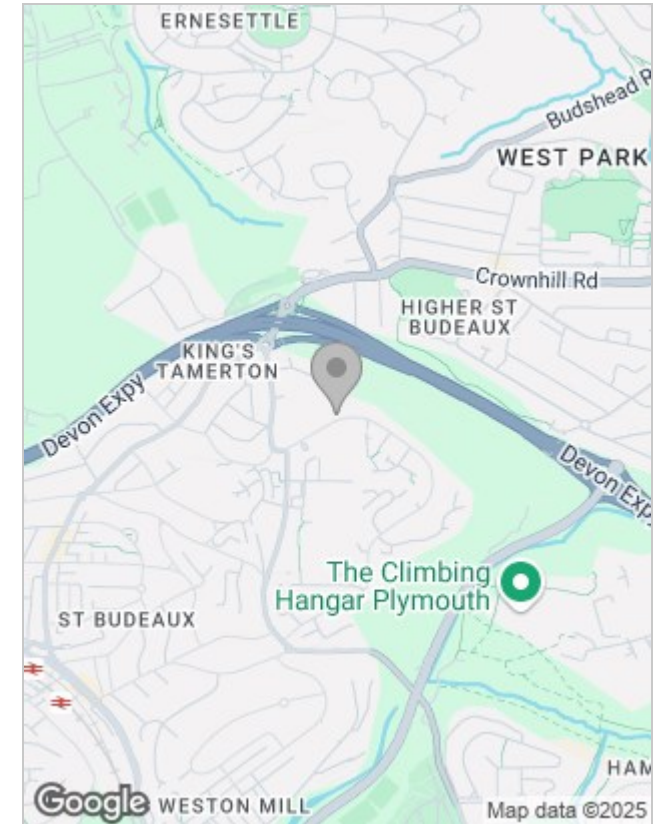 ERNESETTLE
Budshead R
WEST PARK
Crownhill Rd
HIGHER ST
BUDEAUX
KING'S
TAMERTON
Devon Expy
Devon Expy
The Climbing
Hangar Plymouth
ST BUDEAUX
HAM
Google
WESTON MILL
Map data ©2025